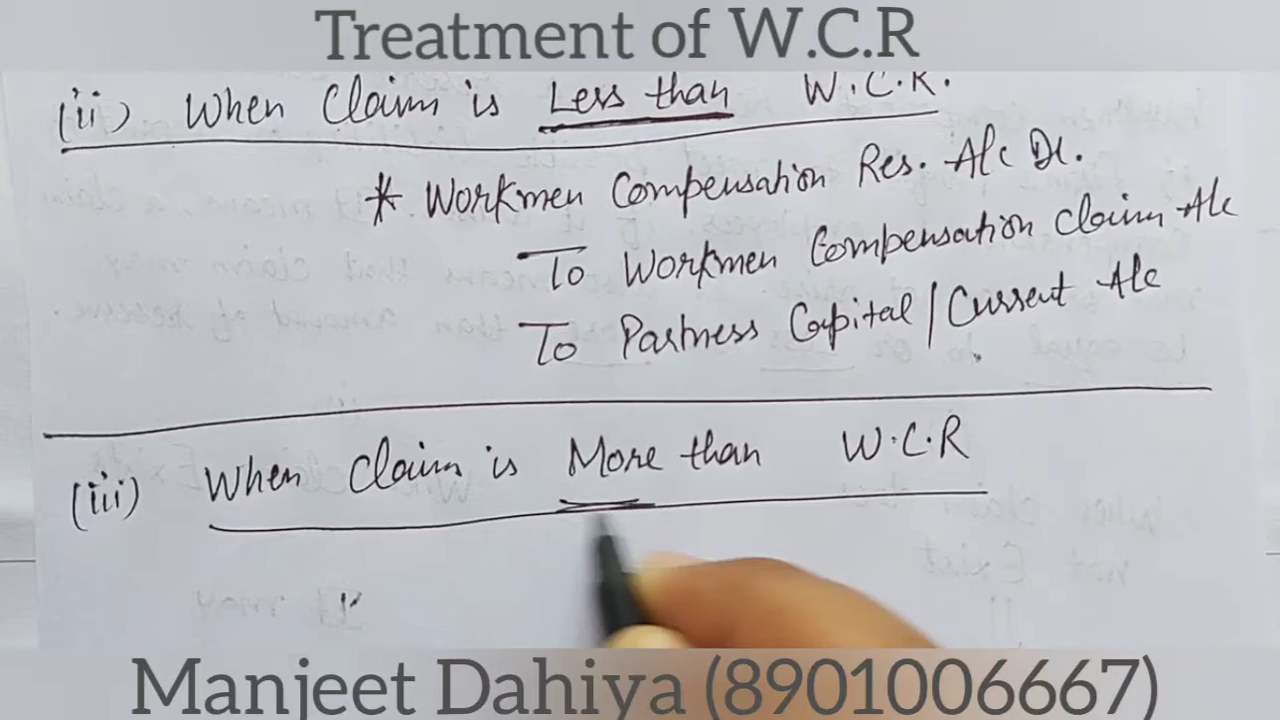 Treatment of W.C.R
(ii) When Claim is Less than W.C.R.
* Workmen Compensation Res. A/c Dr.
To Workmen Compensation Claim A/c
To Partners Capital / Current A/c
(iii) When Claim is More than W.C.R
Manjeet Dahiya (8901006667)